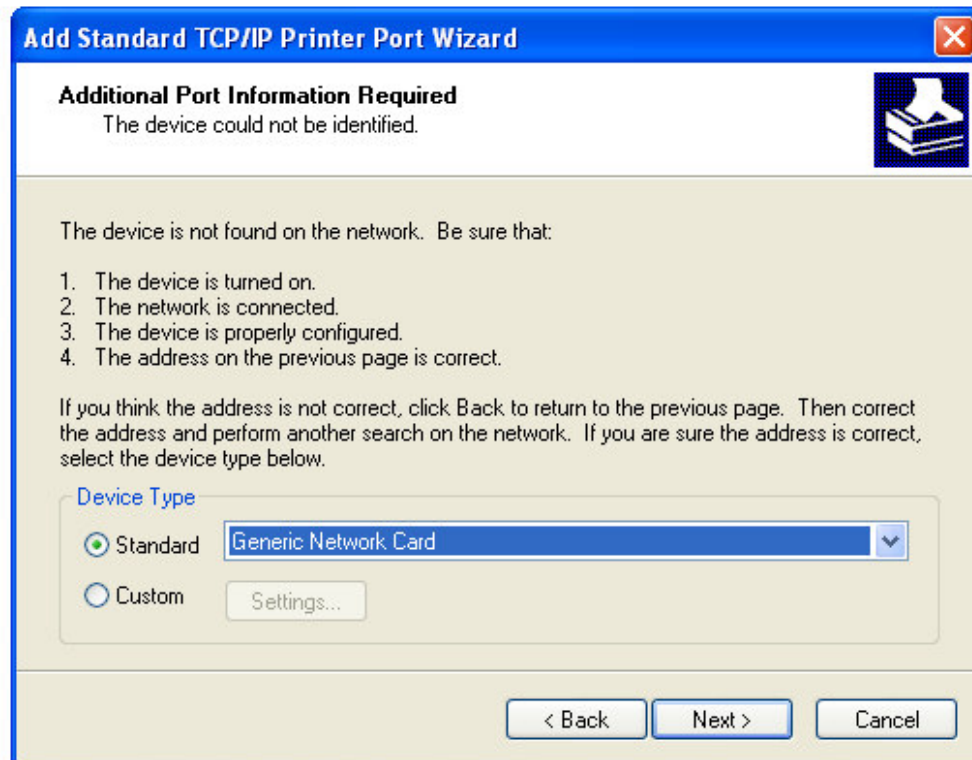 Add Standard TCP/IP Printer Port Wizard
Additional Port Information Required
The device could not be identified.
The device is not found on the network. Be sure that:
1. The device is turned on.
2. The network is connected.
3. The device is properly configured.
4. The address on the previous page is correct.
If you think the address is not correct, click Back to return to the previous page. Then correct
the address and perform another search on the network. If you are sure the address is correct,
select the device type below.
Device Type
Standard Generic Network Card
Custom Settings...
< Back Next > Cancel